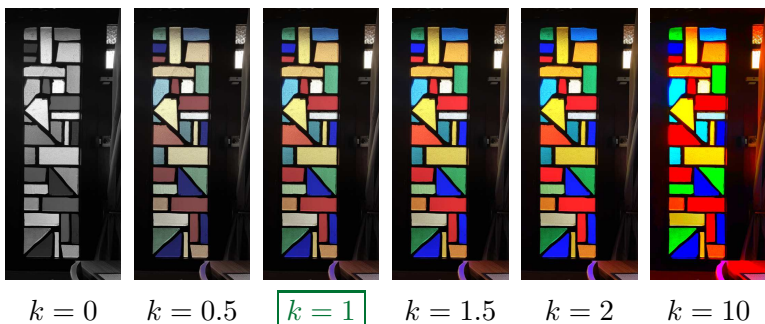 k = 0 k = 0.5 k = 1 k = 1.5 k = 2 k = 10